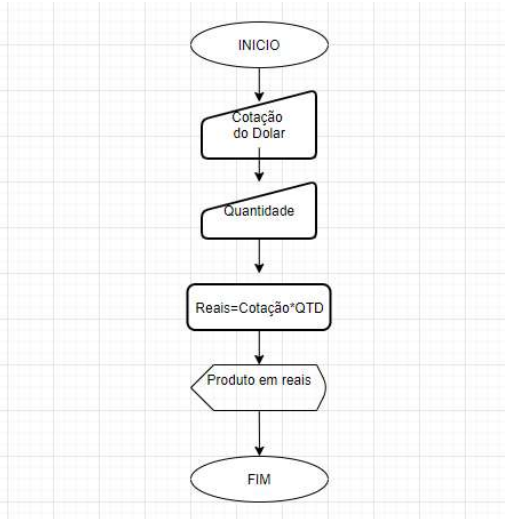 INICIO
Cotação
do Dolar
Quantidade
Reais=Cotação*QTD
Produto em reais
FIM